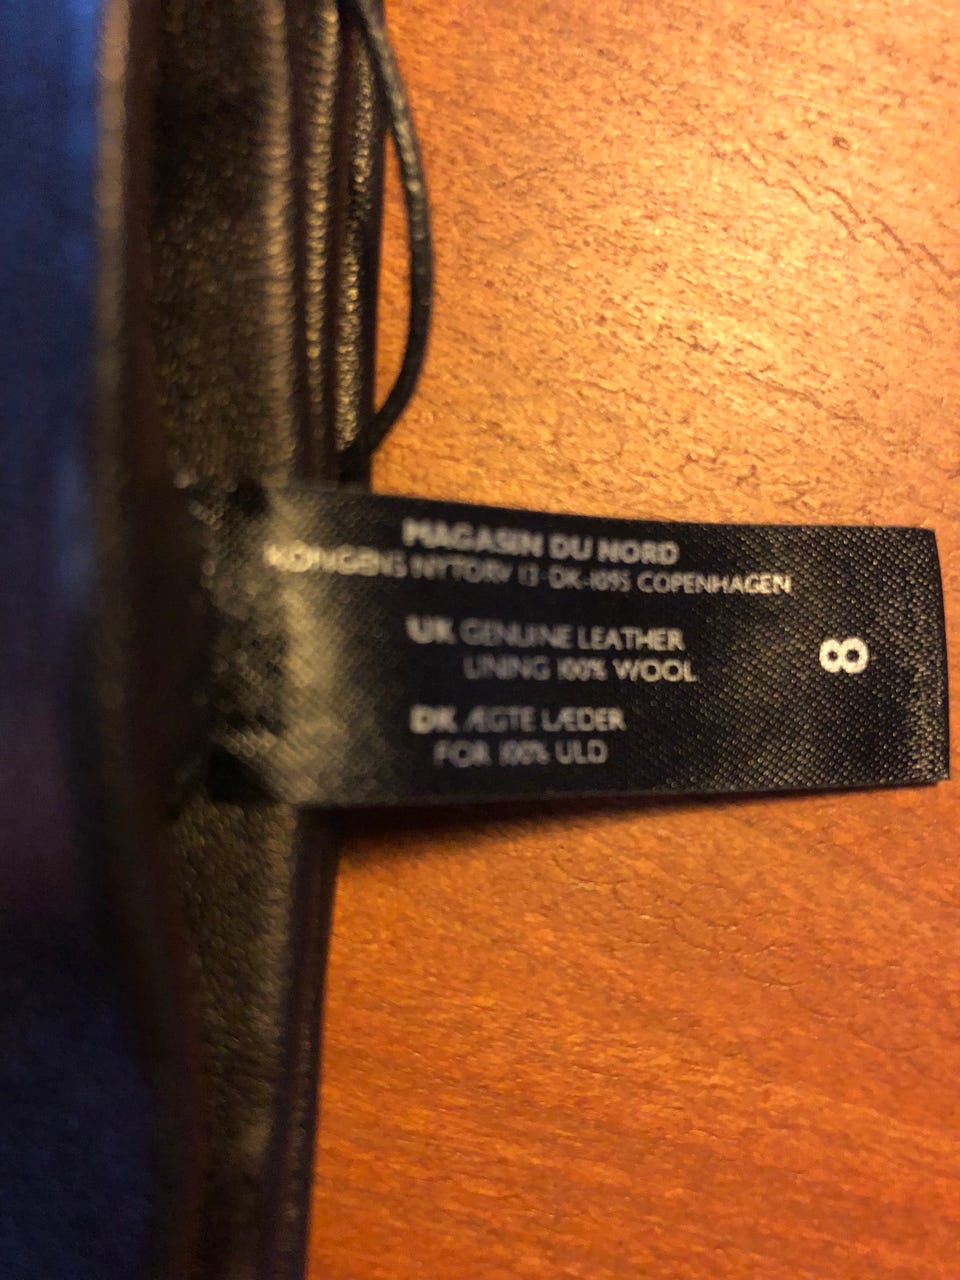 MAGASIN DU NORD
KONGENS NYTORV 13 DK-1095 COPENHAGEN
UK GENUINE LEATHER
LINING 100% WOOL
DK ÆGTE LÆDER
FOR 100% ULD
8